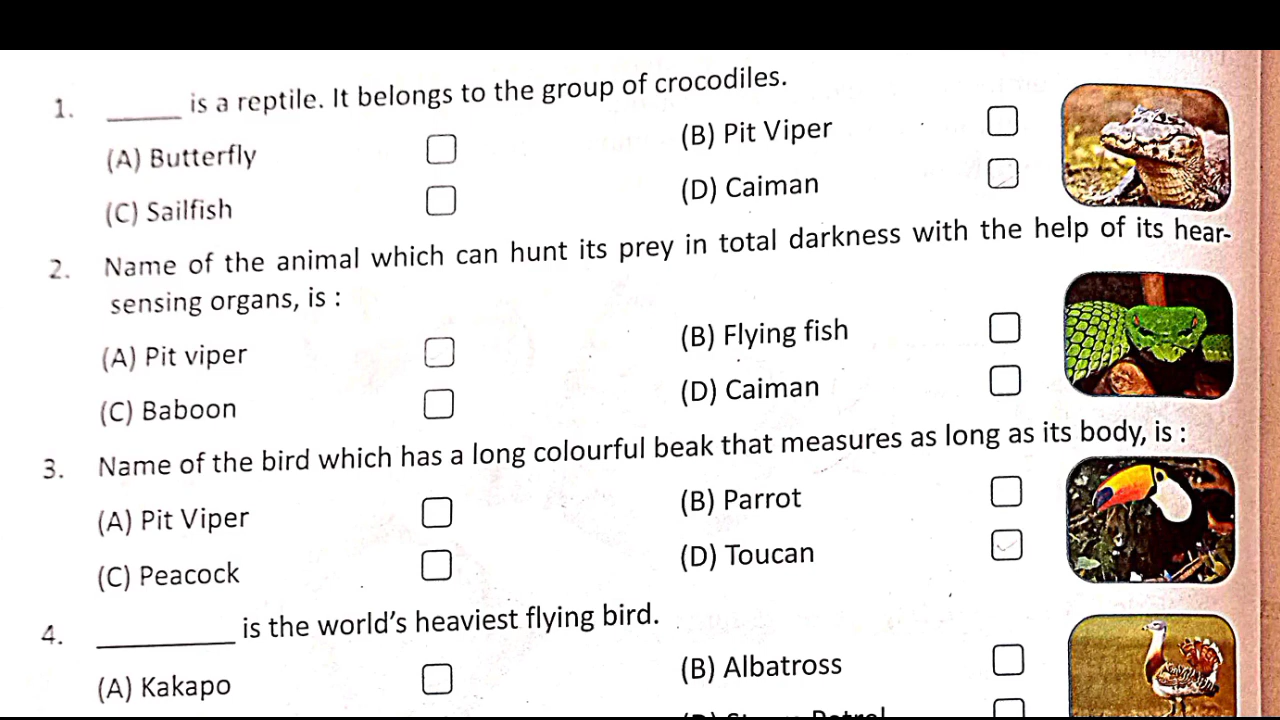 1. ______ is a reptile. It belongs to the group of crocodiles.
(A) Butterfly (B) Pit Viper
(C) Sailfish (D) Caiman
2. Name of the animal which can hunt its prey in total darkness with the help of its hear-
sensing organs, is :
(A) Pit viper (B) Flying fish
(C) Baboon (D) Caiman
3. Name of the bird which has a long colourful beak that measures as long as its body, is :
(A) Pit Viper (B) Parrot
(C) Peacock (D) Toucan
4. __________ is the world's heaviest flying bird.
(A) Kakapo (B) Albatross